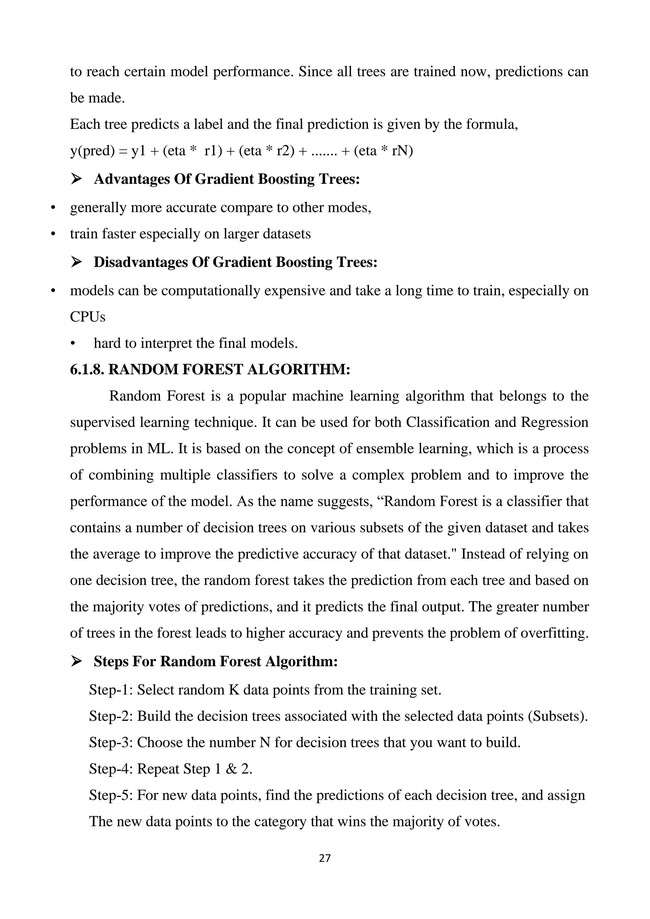 to reach certain model performance. Since all trees are trained now, predictions can
be made.
Each tree predicts a label and the final prediction is given by the formula,
y(pred) = y1 + (eta *  r1) + (eta * r2) + ....... + (eta * rN)
➢ Advantages Of Gradient Boosting Trees:
• generally more accurate compare to other modes,
• train faster especially on larger datasets
➢ Disadvantages Of Gradient Boosting Trees:
• models can be computationally expensive and take a long time to train, especially on
CPUs
• hard to interpret the final models.
6.1.8. RANDOM FOREST ALGORITHM:
Random Forest is a popular machine learning algorithm that belongs to the
supervised learning technique. It can be used for both Classification and Regression
problems in ML. It is based on the concept of ensemble learning, which is a process
of combining multiple classifiers to solve a complex problem and to improve the
performance of the model. As the name suggests, “Random Forest is a classifier that
contains a number of decision trees on various subsets of the given dataset and takes
the average to improve the predictive accuracy of that dataset." Instead of relying on
one decision tree, the random forest takes the prediction from each tree and based on
the majority votes of predictions, and it predicts the final output. The greater number
of trees in the forest leads to higher accuracy and prevents the problem of overfitting.
➢ Steps For Random Forest Algorithm:
Step-1: Select random K data points from the training set.
Step-2: Build the decision trees associated with the selected data points (Subsets).
Step-3: Choose the number N for decision trees that you want to build.
Step-4: Repeat Step 1 & 2.
Step-5: For new data points, find the predictions of each decision tree, and assign
The new data points to the category that wins the majority of votes.
27